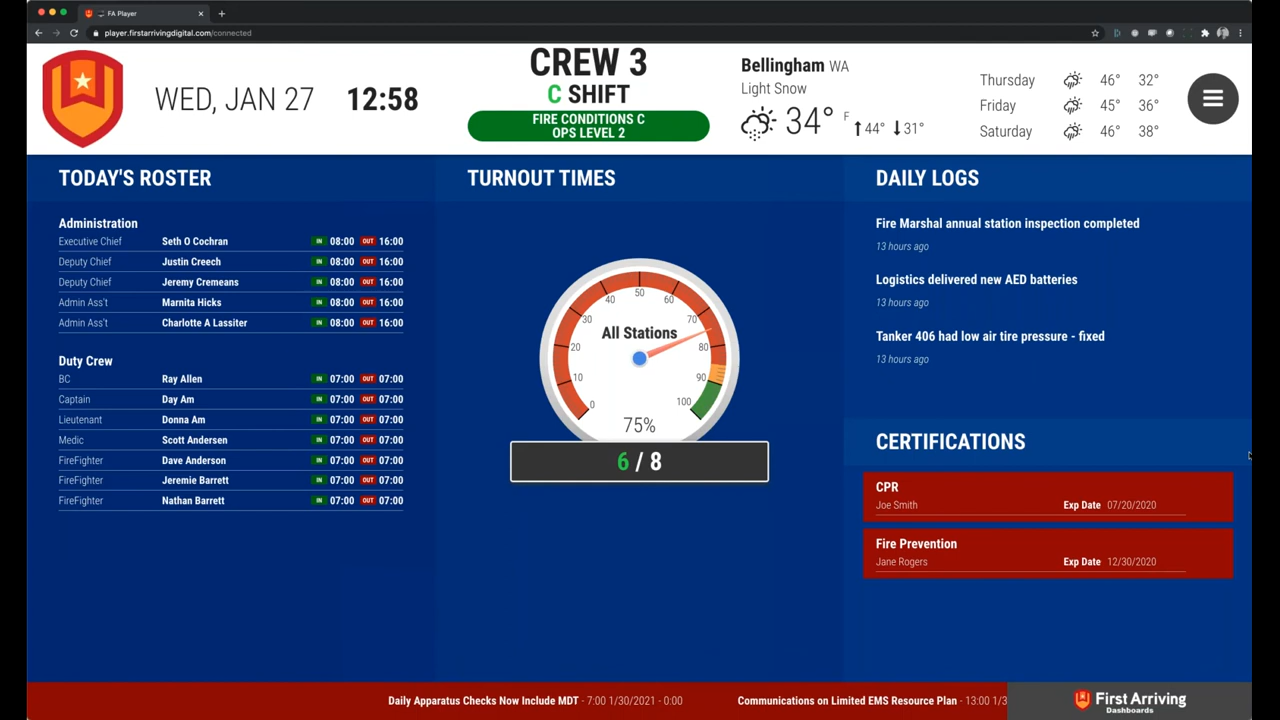 FA Player
player.firstarrivingdigital.com/connected
WED, JAN 27
12:58
CREW 3
C SHIFT
FIRE CONDITIONS C
OPS LEVEL 2
Bellingham WA
Light Snow
34° F 44° 31°
Thursday 46° 32°
Friday 45° 36°
Saturday 46° 38°
TODAY'S ROSTER
Administration
Executive Chief Seth O Cochran IN 08:00 OUT 16:00
Deputy Chief Justin Creech IN 08:00 OUT 16:00
Deputy Chief Jeremy Cremeans IN 08:00 OUT 16:00
Admin Ass't Marnita Hicks IN 08:00 OUT 16:00
Admin Ass't Charlotte A Lassiter IN 08:00 OUT 16:00
Duty Crew
BC Ray Allen IN 07:00 OUT 07:00
Captain Day Am IN 07:00 OUT 07:00
Lieutenant Donna Am IN 07:00 OUT 07:00
Medic Scott Andersen IN 07:00 OUT 07:00
FireFighter Dave Anderson IN 07:00 OUT 07:00
FireFighter Jeremie Barrett IN 07:00 OUT 07:00
FireFighter Nathan Barrett IN 07:00 OUT 07:00
TURNOUT TIMES
All Stations
0 10 20 30 40 50 60 70 80 90 100
75%
6 / 8
DAILY LOGS
Fire Marshal annual station inspection completed
13 hours ago
Logistics delivered new AED batteries
13 hours ago
Tanker 406 had low air tire pressure - fixed
13 hours ago
CERTIFICATIONS
CPR
Joe Smith Exp Date 07/20/2020
Fire Prevention
Jane Rogers Exp Date 12/30/2020
Daily Apparatus Checks Now Include MDT - 7:00 1/30/2021 - 0:00 Communications on Limited EMS Resource Plan - 13:00 1/3
First Arriving
Dashboards